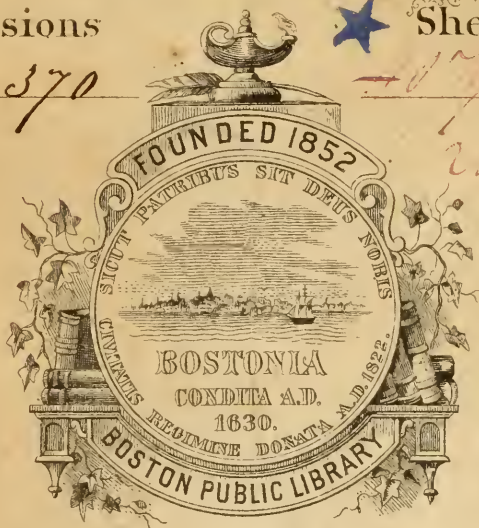 sions
She
370
FOUNDED 1852
SICUT PATRIBUS SIT DEUS NOBIS
CIVITATIS REGIMINE DONATA A.D. 1822.
BOSTONIA
CONDITA A.D.
1630.
BOSTON PUBLIC LIBRARY